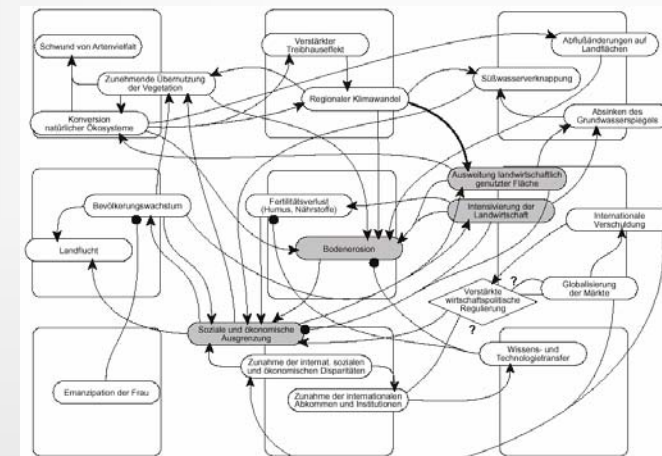 Schwund von Artenvielfalt
Zunehmende Übernutzung
der Vegetation
Konversion
natürlicher Ökosysteme
Verstärkter
Treibhauseffekt
Regionaler Klimawandel
Abflußänderungen auf
Landflächen
Süßwasserverknappung
Absinken des
Grundwasserspiegels
Ausweitung landwirtschaftlich
genutzter Fläche
Intensivierung der
Landwirtschaft
Bevölkerungswachstum
Landflucht
Fertilitätsverlust
(Humus, Nährstoffe)
Bodenerosion
Internationale
Verschuldung
Globalisierung
der Märkte
?
Verstärkte
wirtschaftspolitische
Regulierung
?
Soziale und ökonomische
Ausgrenzung
Wissens- und
Technologietransfer
Zunahme der internat. sozialen
und ökonomischen Disparitäten
Emanzipation der Frau
Zunahme der internationalen
Abkommen und Institutionen